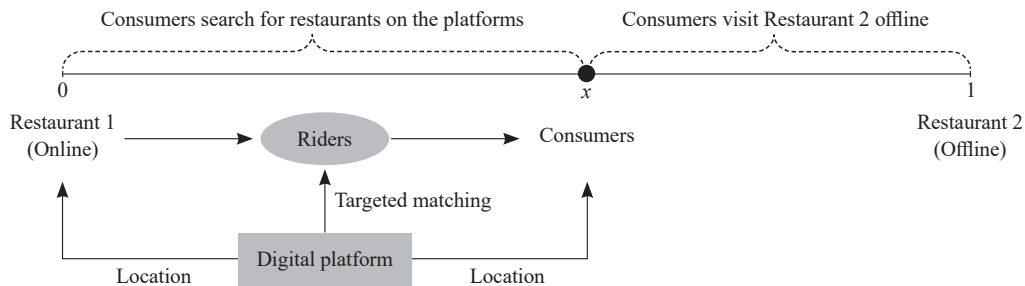 Consumers search for restaurants on the platforms
Consumers visit Restaurant 2 offline
0
x
1
Restaurant 1
(Online)
Riders
Consumers
Restaurant 2
(Offline)
Targeted matching
Digital platform
Location
Location